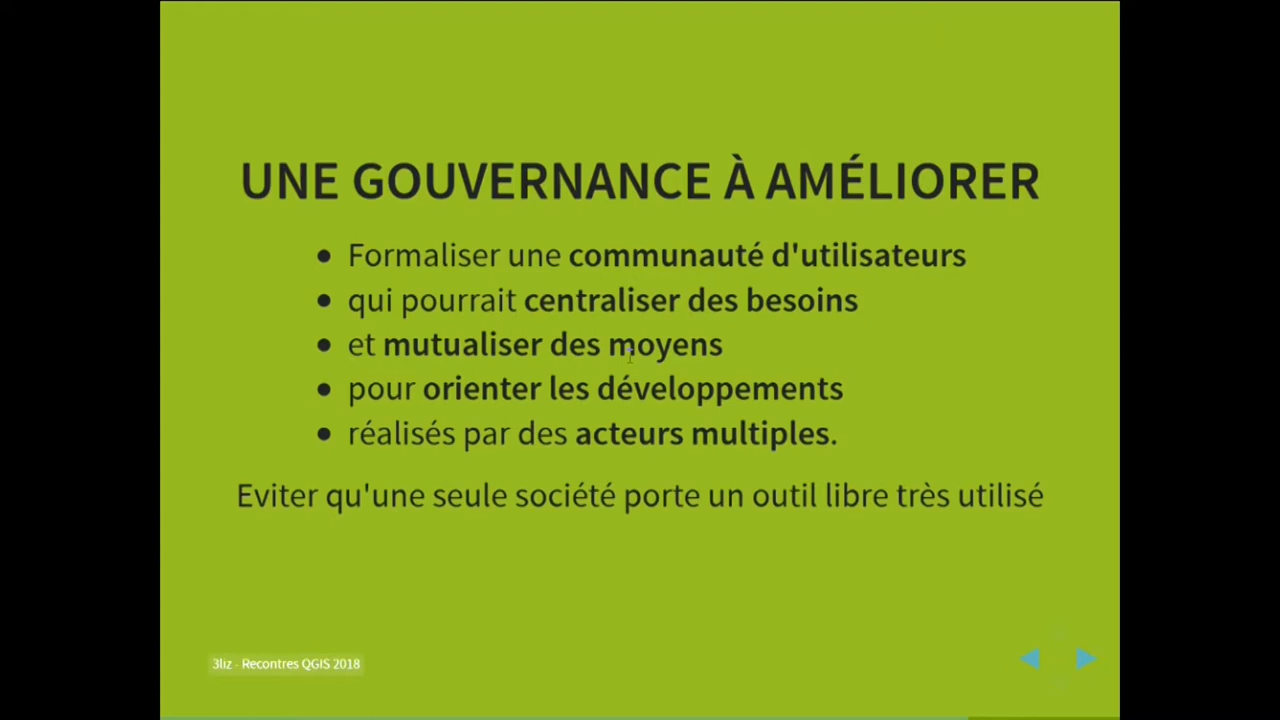 UNE GOUVERNANCE À AMÉLIORER
Formaliser une communauté d'utilisateurs
qui pourrait centraliser des besoins
et mutualiser des moyens
pour orienter les développements
réalisés par des acteurs multiples.
Eviter qu'une seule société porte un outil libre très utilisé
3liz - Recontres QGIS 2018